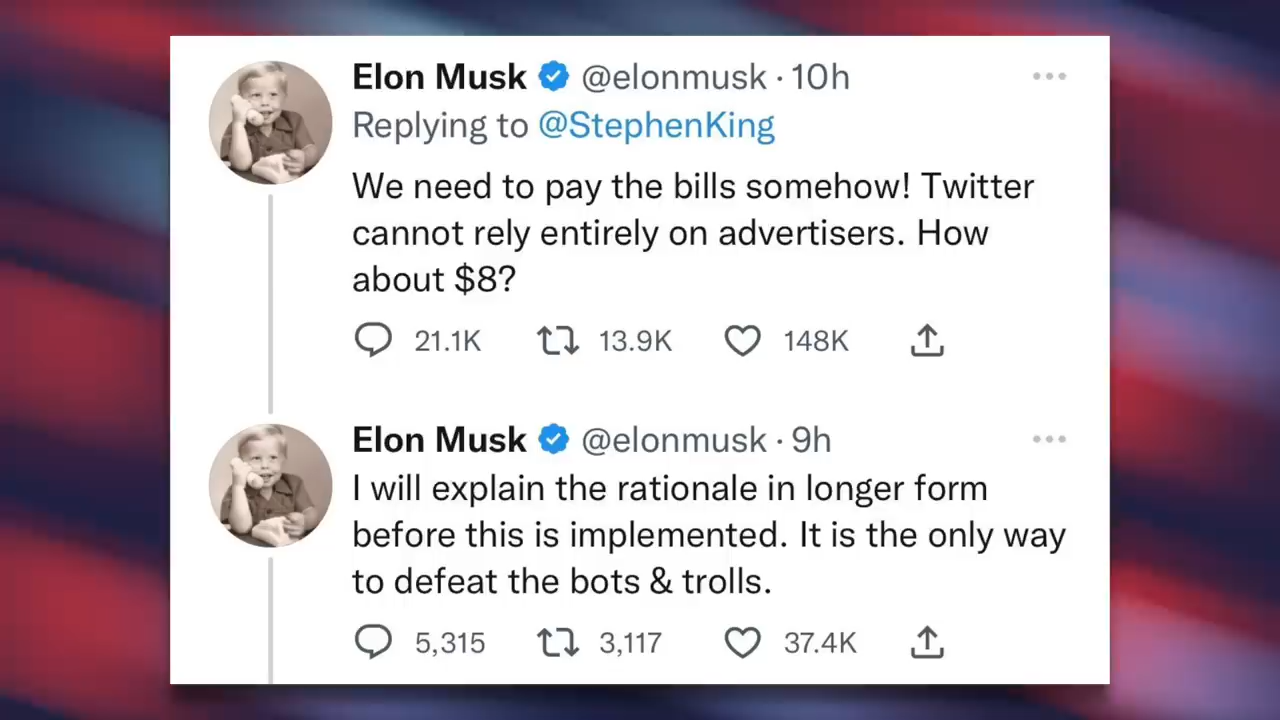 Elon Musk @elonmusk · 10h
Replying to @StephenKing
We need to pay the bills somehow! Twitter
cannot rely entirely on advertisers. How
about $8?
21.1K 13.9K 148K
Elon Musk @elonmusk · 9h
I will explain the rationale in longer form
before this is implemented. It is the only way
to defeat the bots & trolls.
5,315 3,117 37.4K